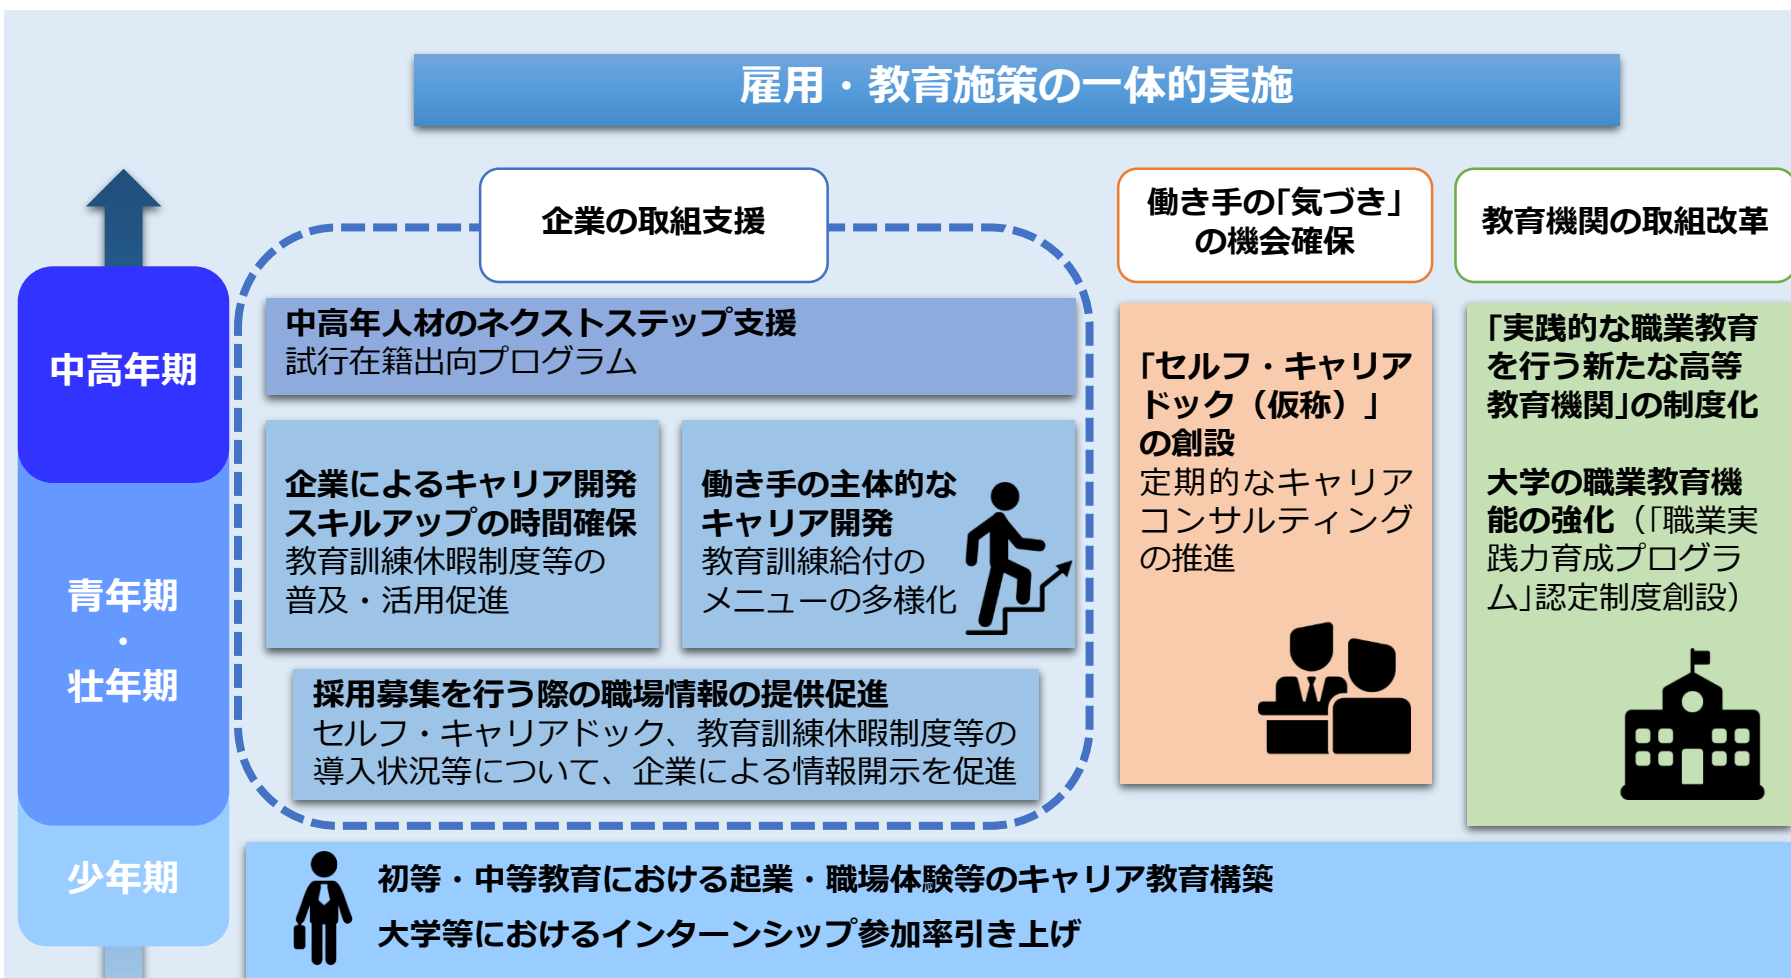 雇用・教育施策の一体的実施
企業の取組支援
働き手の｢気づき｣
の機会確保
教育機関の取組改革
中高年期
青年期
・
壮年期
少年期
中高年人材のネクストステップ支援
試行在籍出向プログラム
企業によるキャリア開発
スキルアップの時間確保
教育訓練休暇制度等の
普及・活用促進
働き手の主体的な
キャリア開発
教育訓練給付の
メニューの多様化
採用募集を行う際の職場情報の提供促進
セルフ・キャリアドック、教育訓練休暇制度等の
導入状況等について、企業による情報開示を促進
｢セルフ・キャリア
ドック（仮称）｣
の創設
定期的なキャリア
コンサルティング
の推進
｢実践的な職業教育
を行う新たな高等
教育機関｣の制度化
大学の職業教育機
能の強化（｢職業実
践力育成プログラ
ム｣認定制度創設）
初等・中等教育における起業・職場体験等のキャリア教育構築
大学等におけるインターンシップ参加率引き上げ